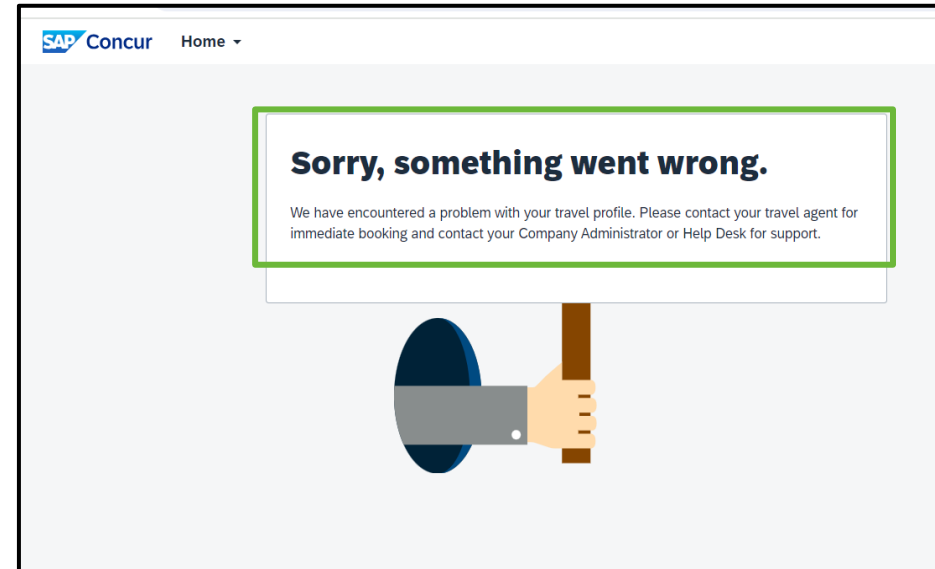 SAP Concur Home
Sorry, something went wrong.
We have encountered a problem with your travel profile. Please contact your travel agent for
immediate booking and contact your Company Administrator or Help Desk for support.